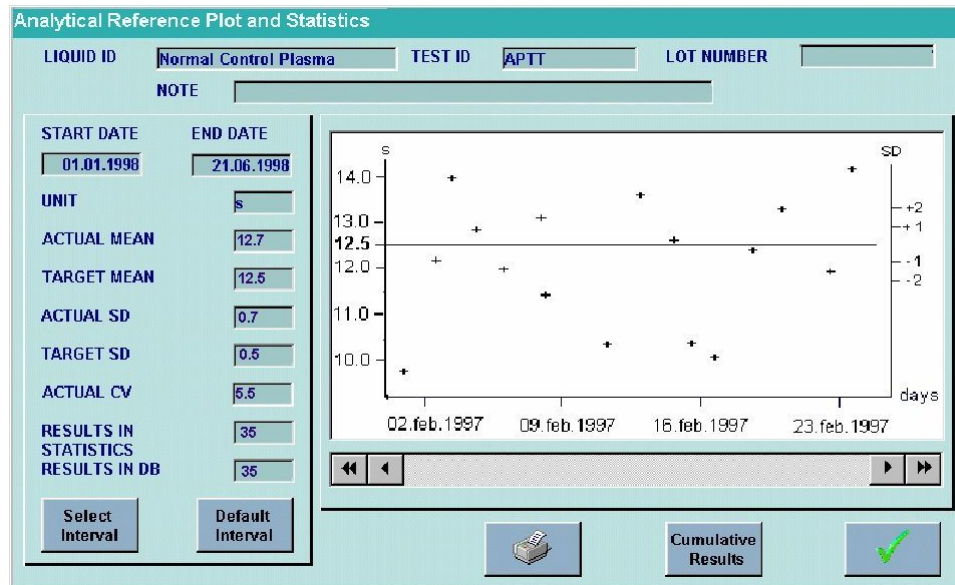 Analytical Reference Plot and Statistics
LIQUID ID Normal Control Plasma TEST ID APTT LOT NUMBER
NOTE
START DATE END DATE
01.01.1998 21.06.1998
UNIT s
ACTUAL MEAN 12.7
TARGET MEAN 12.5
ACTUAL SD 0.7
TARGET SD 0.5
ACTUAL CV 5.5
RESULTS IN STATISTICS 35
RESULTS IN DB 35
Select Interval
Default Interval
s SD
14.0
13.0
12.5
12.0
11.0
10.0
+2
+1
-1
-2
days
02.feb.1997 09.feb.1997 16.feb.1997 23.feb.1997
Cumulative Results